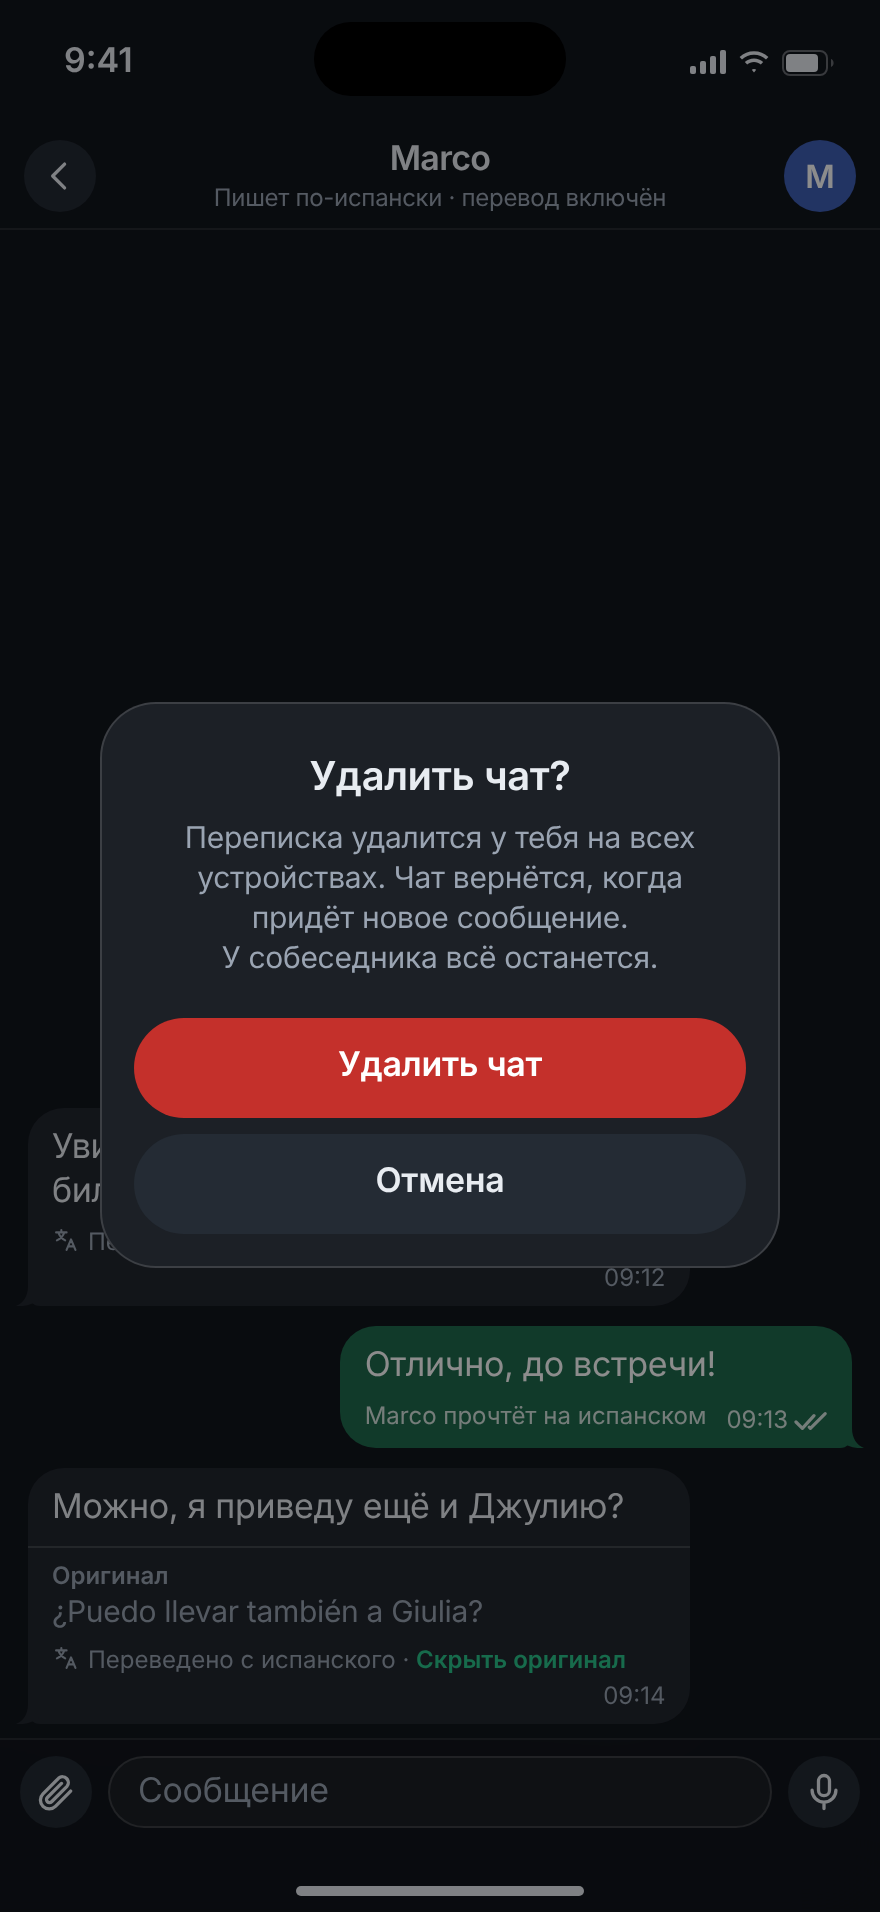 9:41
Marco
Пишет по-испански · перевод включён
M
Удалить чат?
Переписка удалится у тебя на всех
устройствах. Чат вернётся, когда
придёт новое сообщение.
У собеседника всё останется.
Удалить чат
Отмена
09:12
Отлично, до встречи!
Marco прочтёт на испанском 09:13
Можно, я приведу ещё и Джулию?
Оригинал
¿Puedo llevar también a Giulia?
Переведено с испанского · Скрыть оригинал
09:14
Сообщение